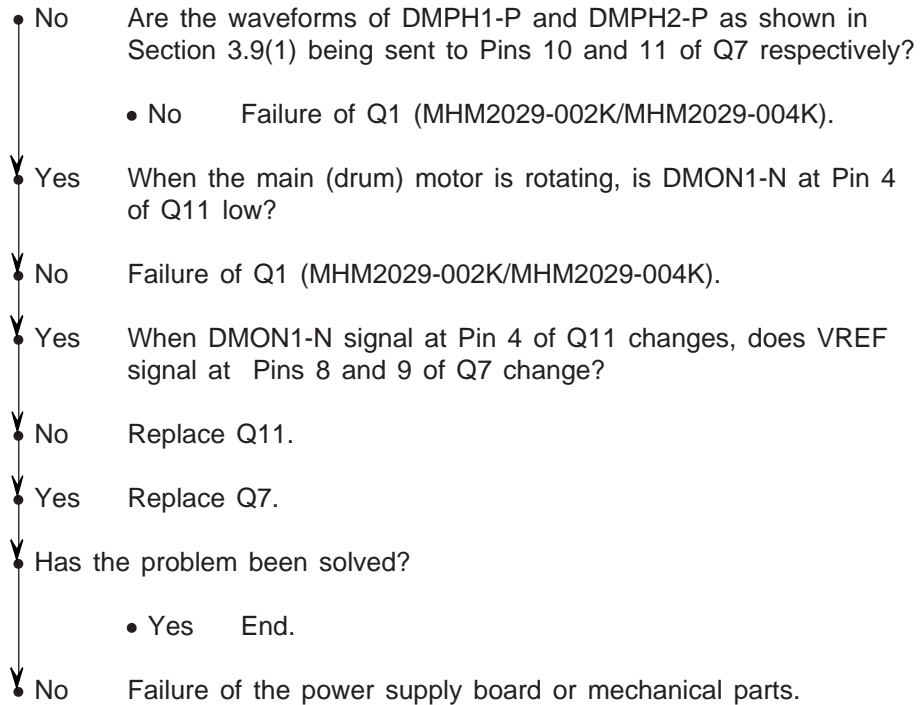 • No Are the waveforms of DMPH1-P and DMPH2-P as shown in
Section 3.9(1) being sent to Pins 10 and 11 of Q7 respectively?
• No Failure of Q1 (MHM2029-002K/MHM2029-004K).
• Yes When the main (drum) motor is rotating, is DMON1-N at Pin 4
of Q11 low?
• No Failure of Q1 (MHM2029-002K/MHM2029-004K).
• Yes When DMON1-N signal at Pin 4 of Q11 changes, does VREF
signal at Pins 8 and 9 of Q7 change?
• No Replace Q11.
• Yes Replace Q7.
• Has the problem been solved?
• Yes End.
• No Failure of the power supply board or mechanical parts.